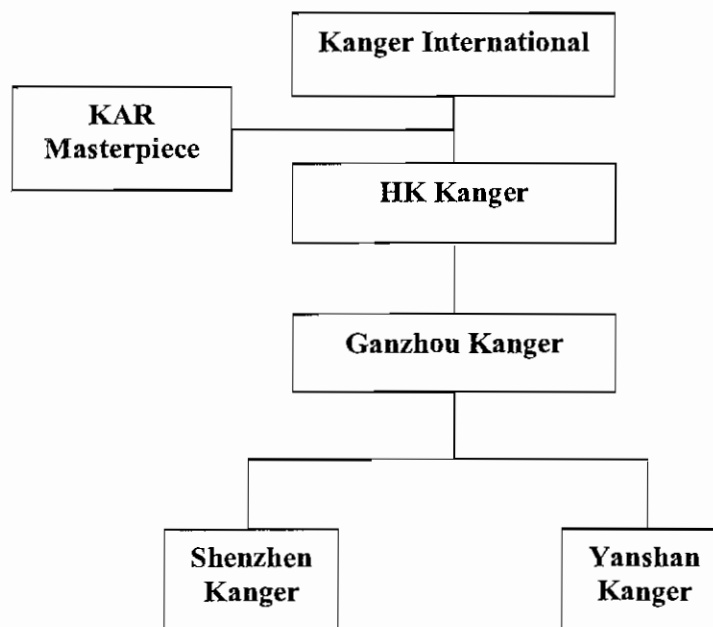 Kanger International
KAR
Masterpiece
HK Kanger
Ganzhou Kanger
Shenzhen
Kanger
Yanshan
Kanger